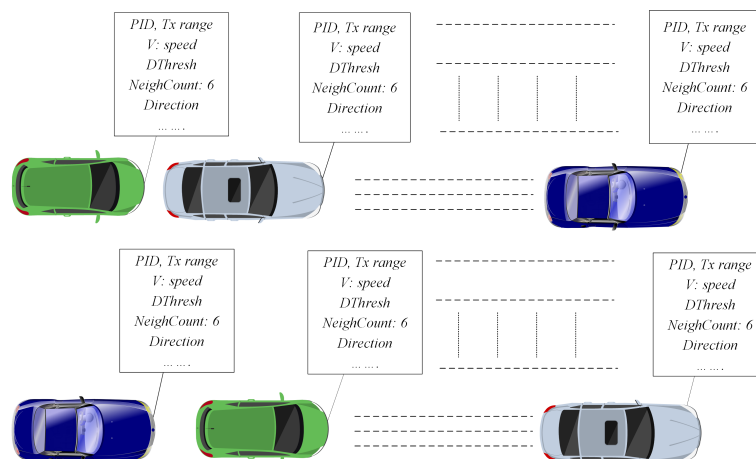 PID, Tx range
V: speed
DThresh
NeighCount: 6
Direction
… ….
PID, Tx range
V: speed
DThresh
NeighCount: 6
Direction
… ….
PID, Tx range
V: speed
DThresh
NeighCount: 6
Direction
… ….
PID, Tx range
V: speed
DThresh
NeighCount: 6
Direction
… ….
PID, Tx range
V: speed
DThresh
NeighCount: 6
Direction
… ….
PID, Tx range
V: speed
DThresh
NeighCount: 6
Direction
… ….